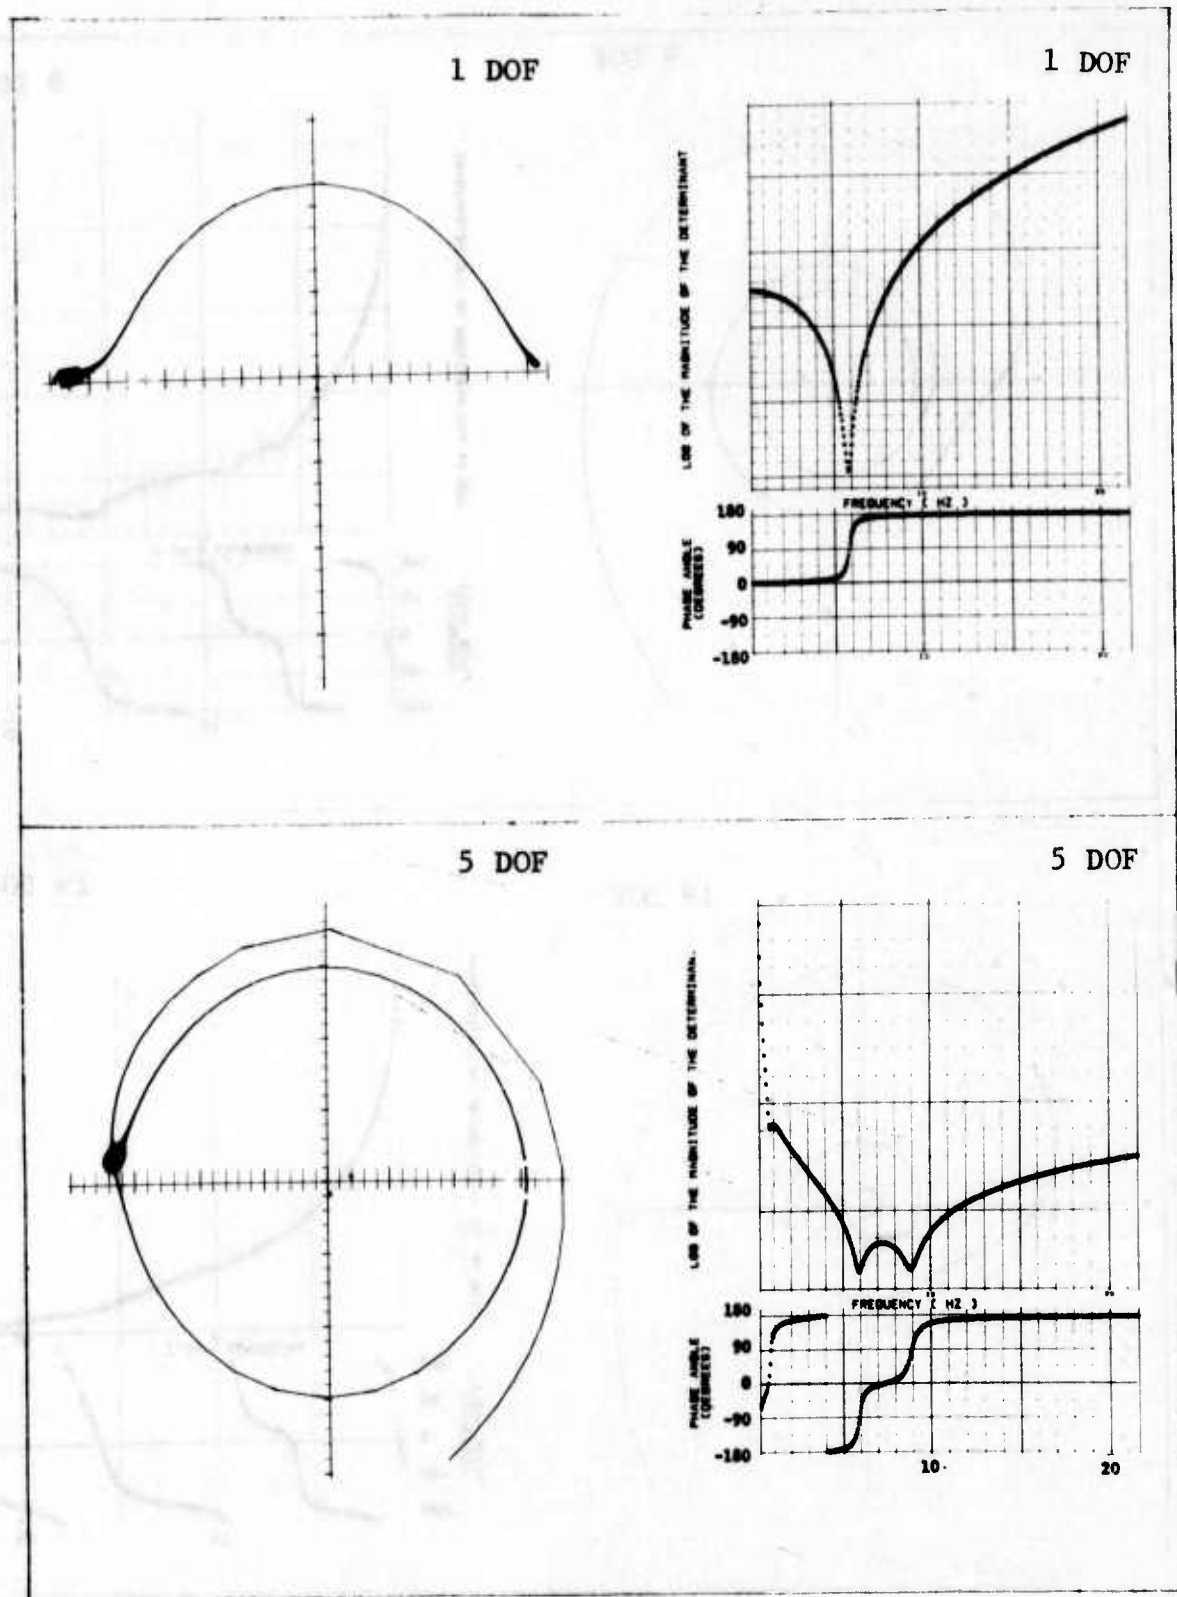 1 DOF
1 DOF
LOG OF THE MAGNITUDE OF THE DETERMINANT
FREQUENCY ( HZ )
PHASE ANGLE
(DEGREES)
180
90
0
-90
-180
5 DOF
5 DOF
LOG OF THE MAGNITUDE OF THE DETERMINAN.
FREQUENCY ( HZ )
PHASE ANGLE
(DEGREES)
180
90
0
-90
-180
10
20